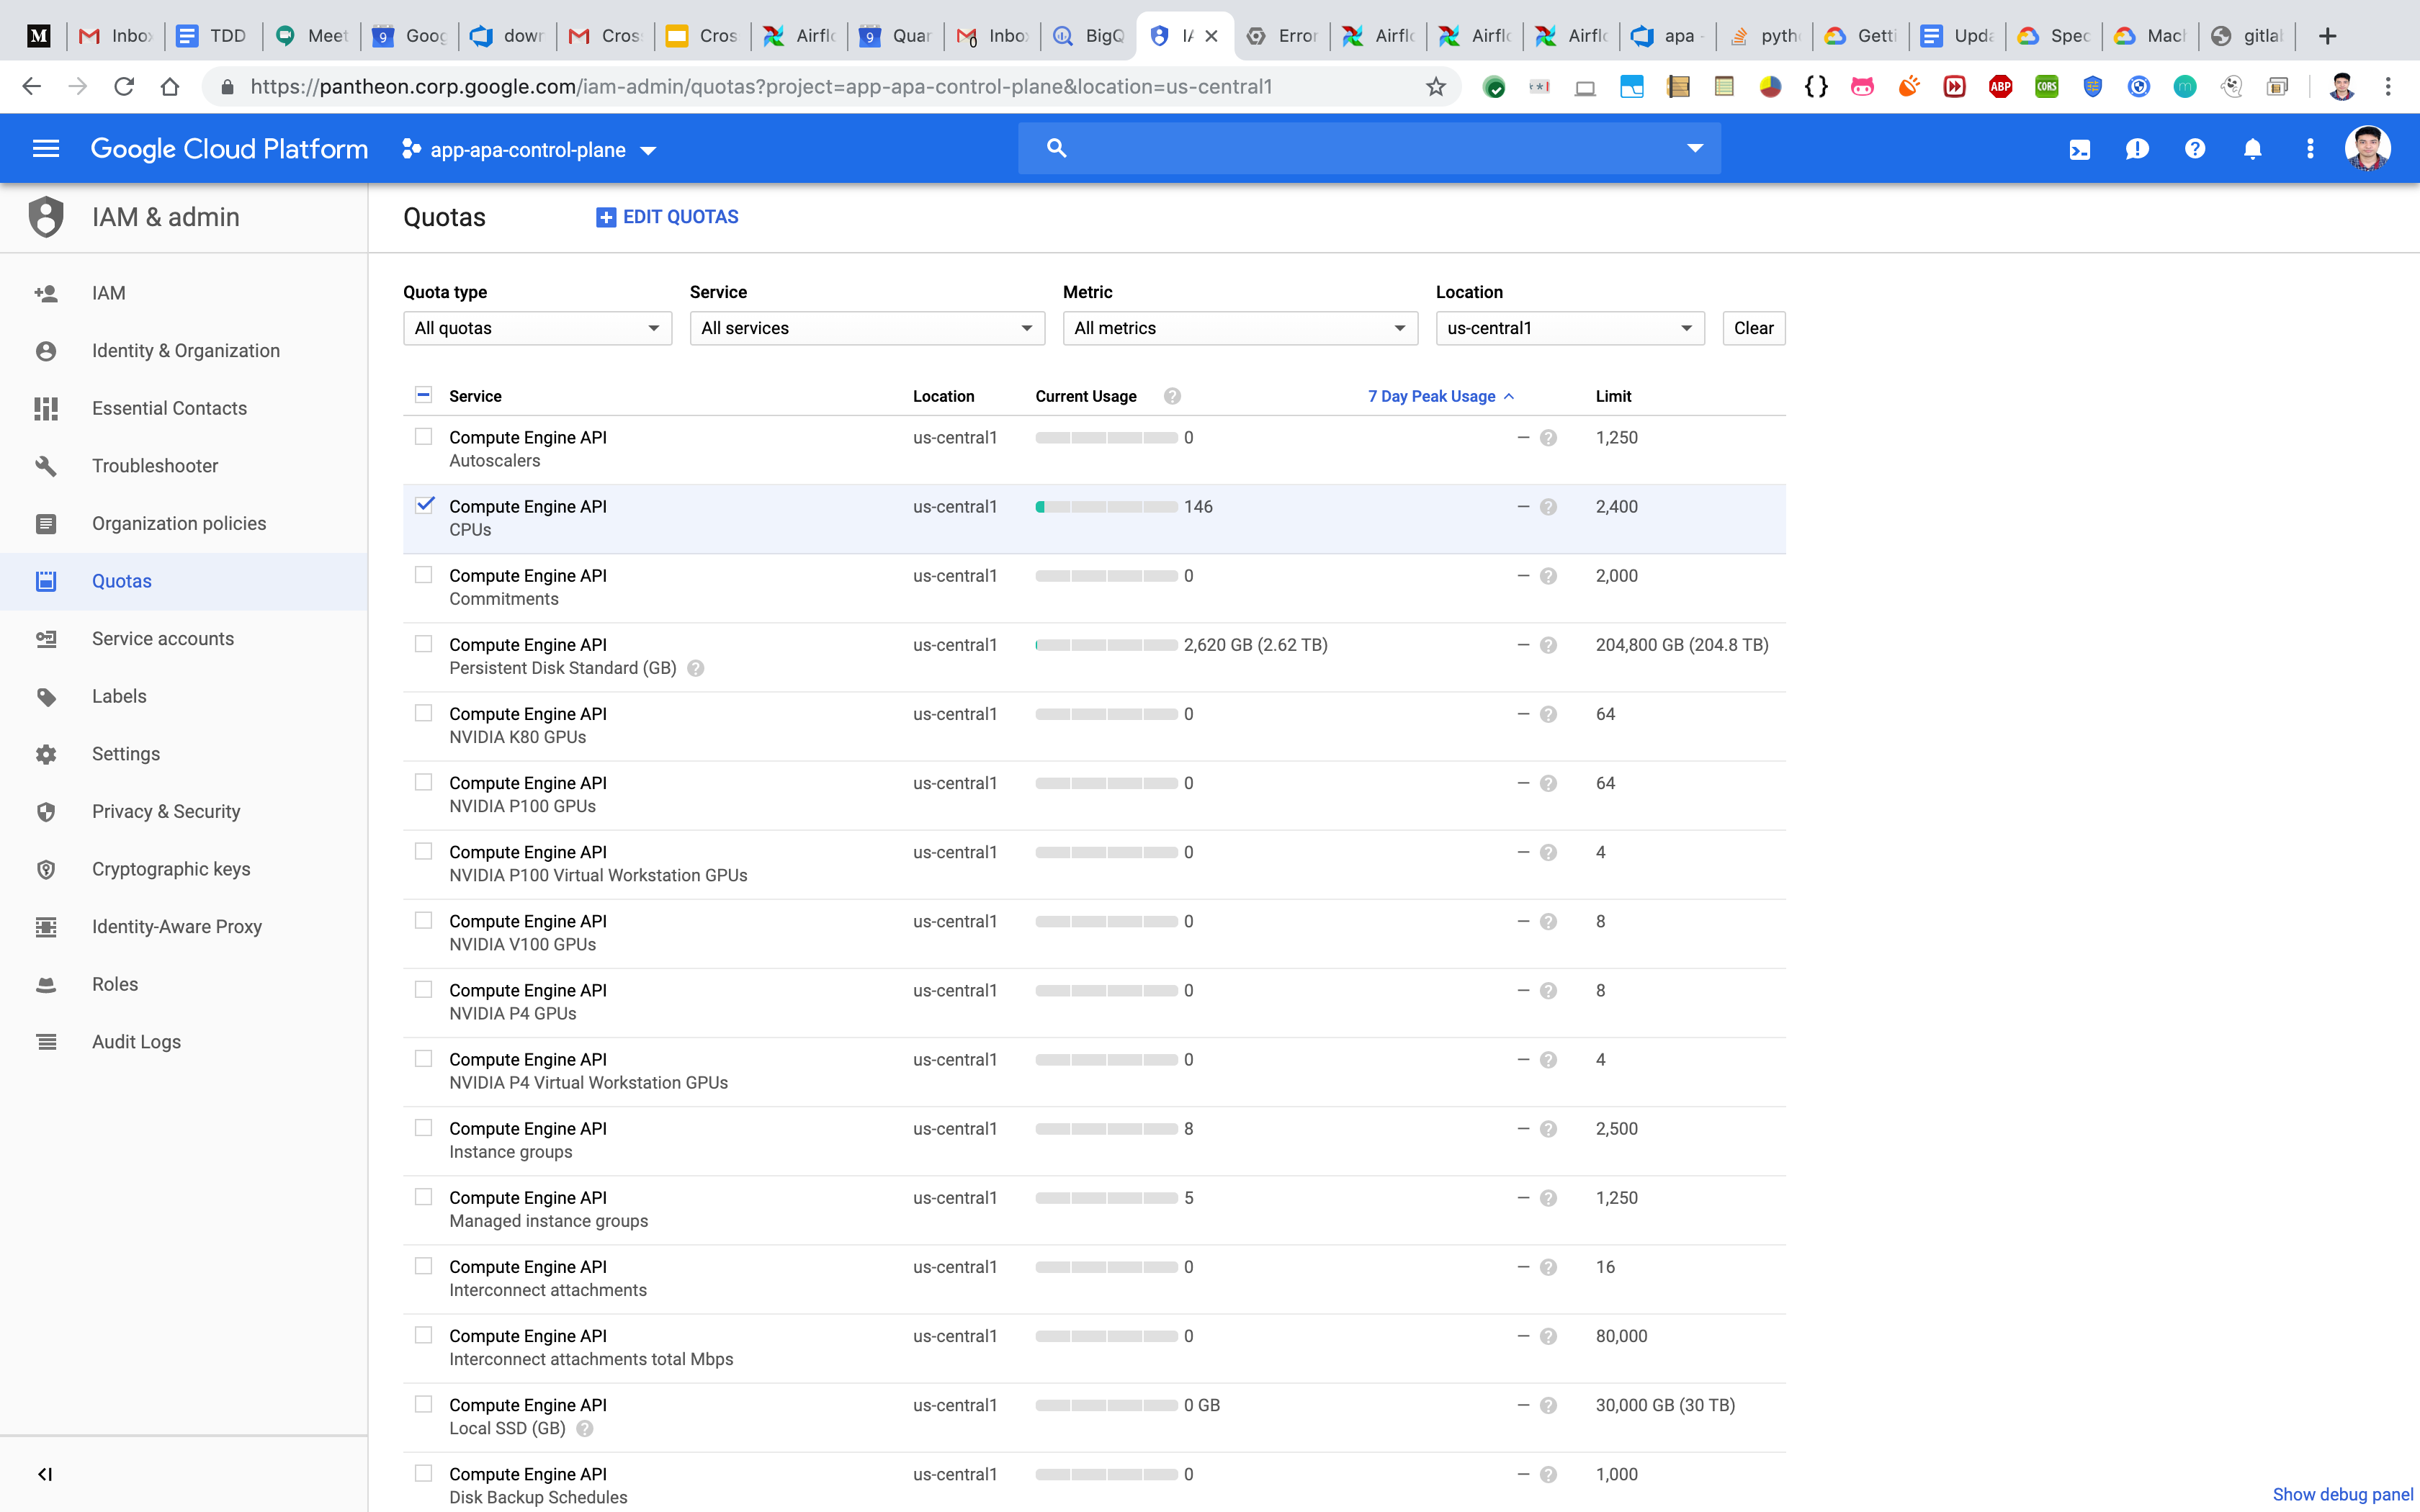 M Inbox TDD Meet Goog down Cros Cros Airflo Quar Inbo BigQ IA Error Airflo Airflo Airflo apa - pyth Getti Upda Spec Mach gitla
https://pantheon.corp.google.com/iam-admin/quotas?project=app-apa-control-plane&location=us-central1
ABP CORS m
Google Cloud Platform app-apa-control-plane
IAM & admin
Quotas EDIT QUOTAS
IAM
Identity & Organization
Essential Contacts
Troubleshooter
Organization policies
Quotas
Service accounts
Labels
Settings
Privacy & Security
Cryptographic keys
Identity-Aware Proxy
Roles
Audit Logs
Quota type Service Metric Location
All quotas All services All metrics us-central1 Clear
Service Location Current Usage 7 Day Peak Usage Limit
Compute Engine API us-central1 0 — 1,250
Autoscalers
Compute Engine API us-central1 146 — 2,400
CPUs
Compute Engine API us-central1 0 — 2,000
Commitments
Compute Engine API us-central1 2,620 GB (2.62 TB) — 204,800 GB (204.8 TB)
Persistent Disk Standard (GB)
Compute Engine API us-central1 0 — 64
NVIDIA K80 GPUs
Compute Engine API us-central1 0 — 64
NVIDIA P100 GPUs
Compute Engine API us-central1 0 — 4
NVIDIA P100 Virtual Workstation GPUs
Compute Engine API us-central1 0 — 8
NVIDIA V100 GPUs
Compute Engine API us-central1 0 — 8
NVIDIA P4 GPUs
Compute Engine API us-central1 0 — 4
NVIDIA P4 Virtual Workstation GPUs
Compute Engine API us-central1 8 — 2,500
Instance groups
Compute Engine API us-central1 5 — 1,250
Managed instance groups
Compute Engine API us-central1 0 — 16
Interconnect attachments
Compute Engine API us-central1 0 — 80,000
Interconnect attachments total Mbps
Compute Engine API us-central1 0 GB — 30,000 GB (30 TB)
Local SSD (GB)
Compute Engine API us-central1 0 — 1,000
Disk Backup Schedules
Show debug panel